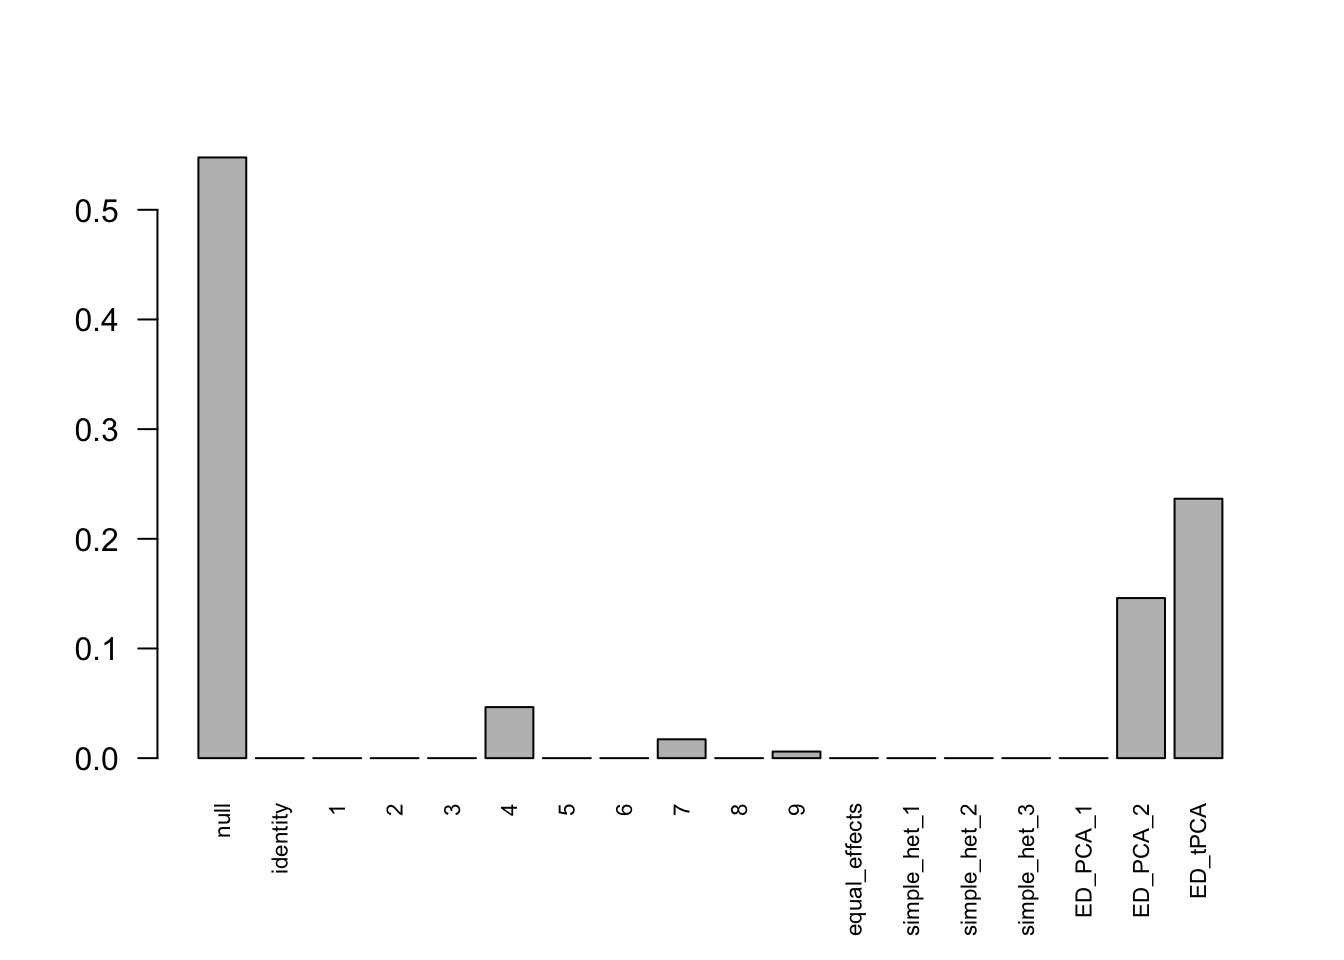 0.5
0.4
0.3
0.2
0.1
0.0
null
identity
1
2
3
4
5
6
7
8
9
equal_effects
simple_het_1
simple_het_2
simple_het_3
ED_PCA_1
ED_PCA_2
ED_tPCA